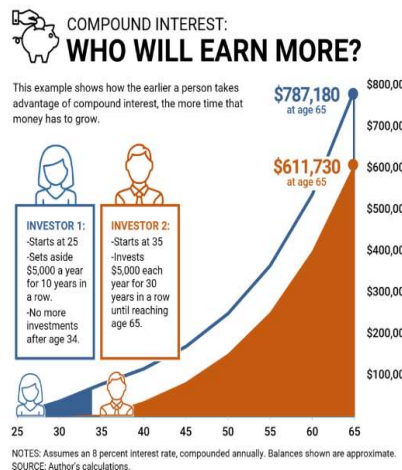 COMPOUND INTEREST:
WHO WILL EARN MORE?
This example shows how the earlier a person takes
advantage of compound interest, the more time that
money has to grow.
$787,180
at age 65
$611,730
at age 65
INVESTOR 1:
-Starts at 25
-Sets aside
$5,000 a year
for 10 years in
a row.
-No more
investments
after age 34.
INVESTOR 2:
-Starts at 35
-Invests
$5,000 each
year for 30
years in a row
until reaching
age 65.
$800,00
$700,00
$600,00
$500,00
$400,00
$300,00
$200,00
$100,00
25 30 35 40 45 50 55 60 65
NOTES: Assumes an 8 percent interest rate, compounded annually. Balances shown are approximate.
SOURCE: Author's calculations.